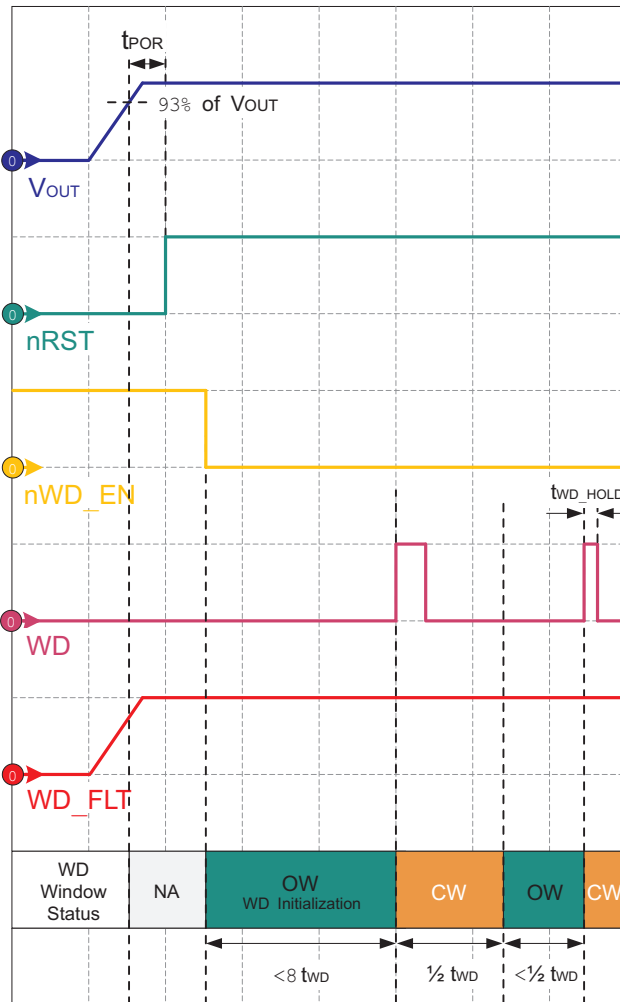 tPOR
93% of VOUT
0
VOUT
0
nRST
0
nWD_EN
tWD_HOLD
0
WD
0
WD_FLT
WD
Window
Status
NA
OW
WD Initialization
CW
OW
CW
<8 tWD
½ tWD
<½ tWD